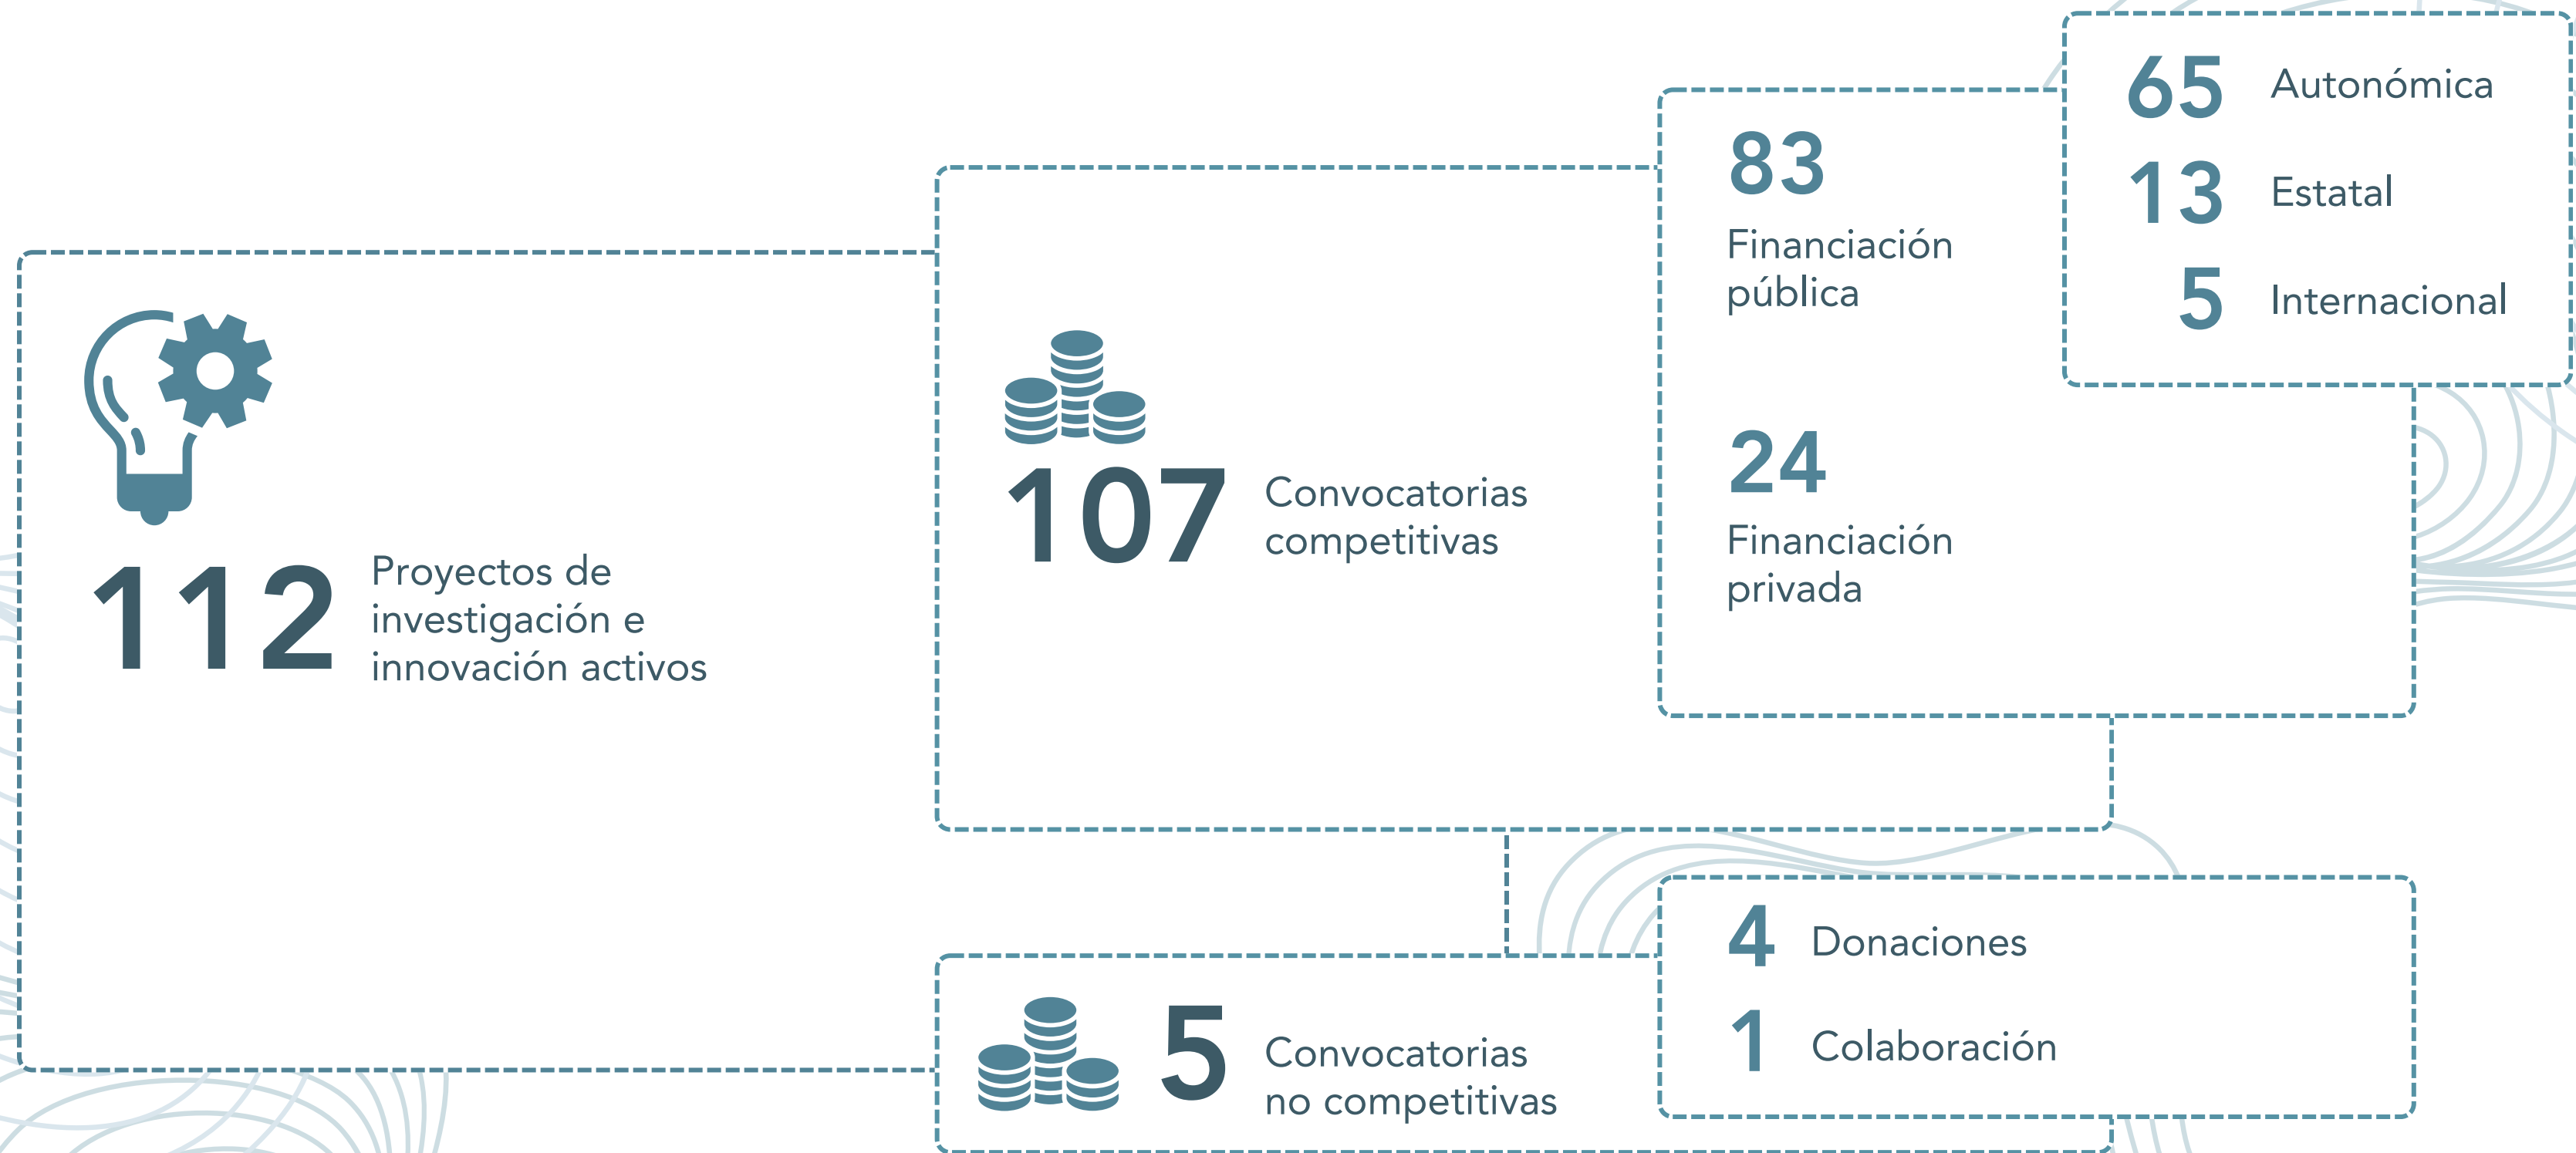 112
Proyectos de
investigación e
innovación activos
107
Convocatorias
competitivas
83
Financiación
pública
65 Autonómica
13 Estatal
5 Internacional
24
Financiación
privada
5
Convocatorias
no competitivas
4 Donaciones
1 Colaboración